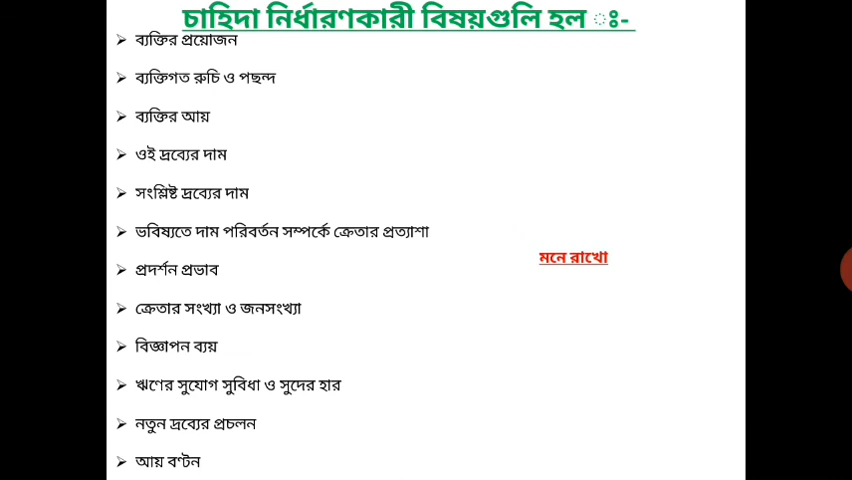 চাহিদা নির্ধারণকারী বিষয়গুলি হল ঃ-
➢ ব্যক্তির প্রয়োজন
➢ ব্যক্তিগত রুচি ও পছন্দ
➢ ব্যক্তির আয়
➢ ওই দ্রব্যের দাম
➢ সংশ্লিষ্ট দ্রব্যের দাম
➢ ভবিষ্যতে দাম পরিবর্তন সম্পর্কে ক্রেতার প্রত্যাশা
মনে রাখো
➢ প্রদর্শন প্রভাব
➢ ক্রেতার সংখ্যা ও জনসংখ্যা
➢ বিজ্ঞাপন ব্যয়
➢ ঋণের সুযোগ সুবিধা ও সুদের হার
➢ নতুন দ্রব্যের প্রচলন
➢ আয় বণ্টন